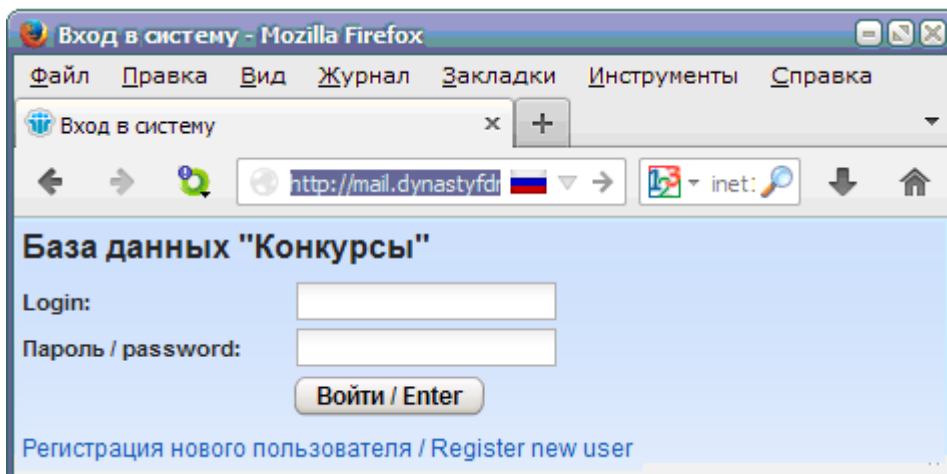 Вход в систему - Mozilla Firefox
Файл Правка Вид Журнал Закладки Инструменты Справка
Вход в систему
http://mail.dynastyfdr inet:
База данных "Конкурсы"
Login:
Пароль / password:
Войти / Enter
Регистрация нового пользователя / Register new user